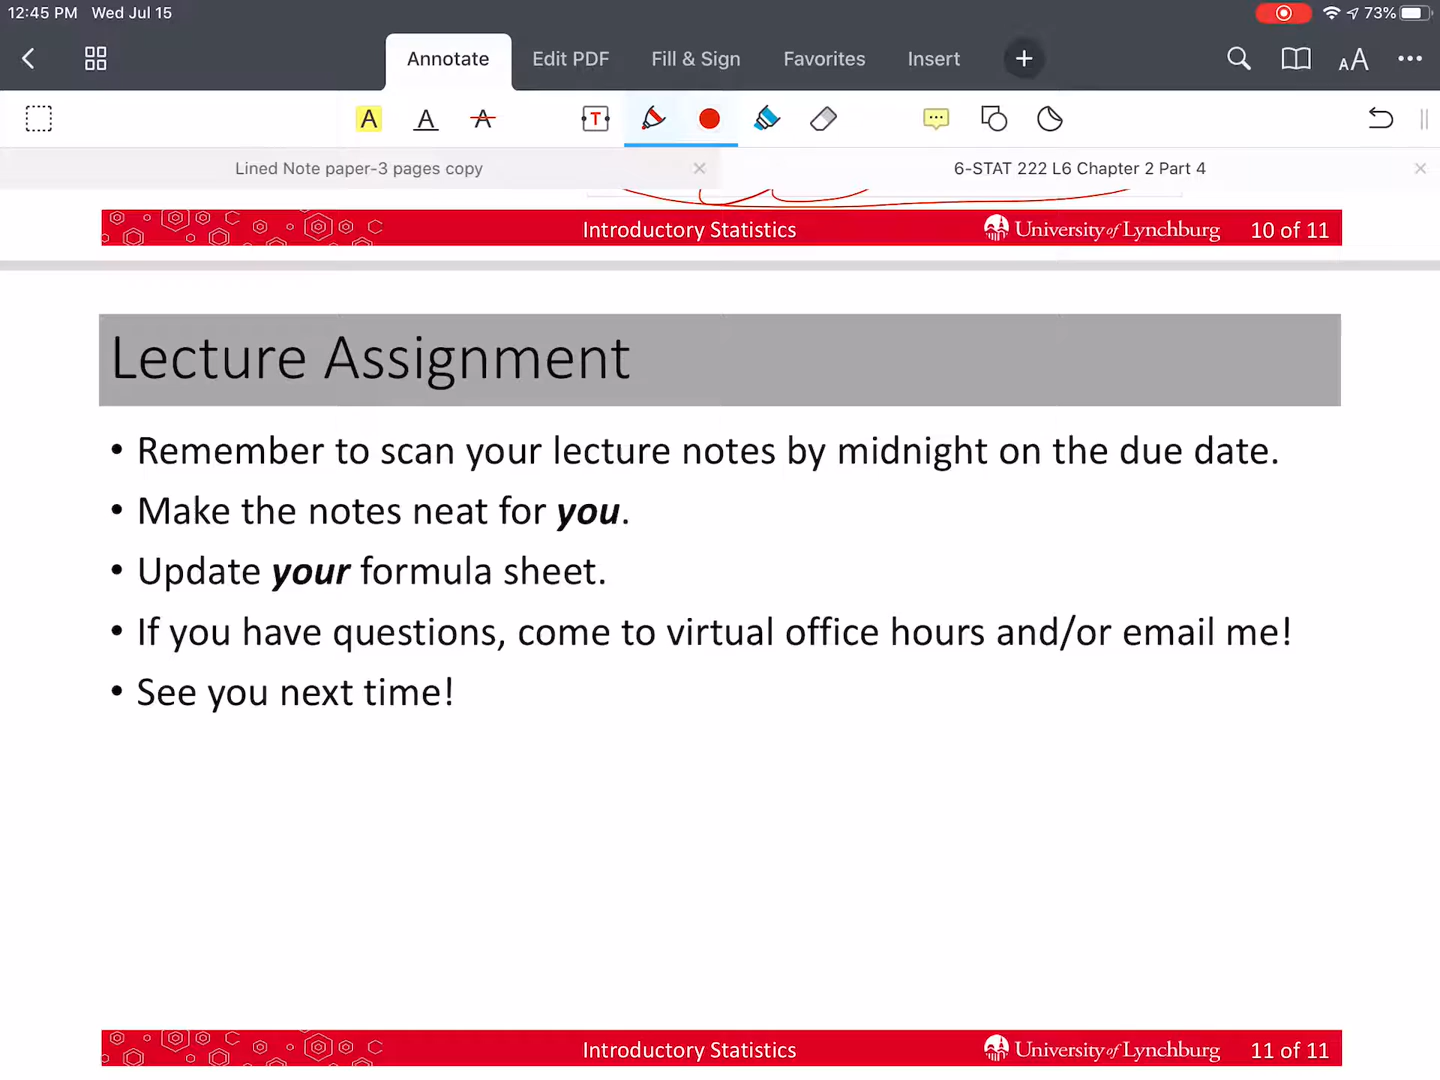 12:45 PM Wed Jul 15 73%
Annotate Edit PDF Fill & Sign Favorites Insert
AA
A A A T
Lined Note paper-3 pages copy 6-STAT 222 L6 Chapter 2 Part 4
Introductory Statistics University of Lynchburg 10 of 11
Lecture Assignment
• Remember to scan your lecture notes by midnight on the due date.
• Make the notes neat for you.
• Update your formula sheet.
• If you have questions, come to virtual office hours and/or email me!
• See you next time!
Introductory Statistics University of Lynchburg 11 of 11